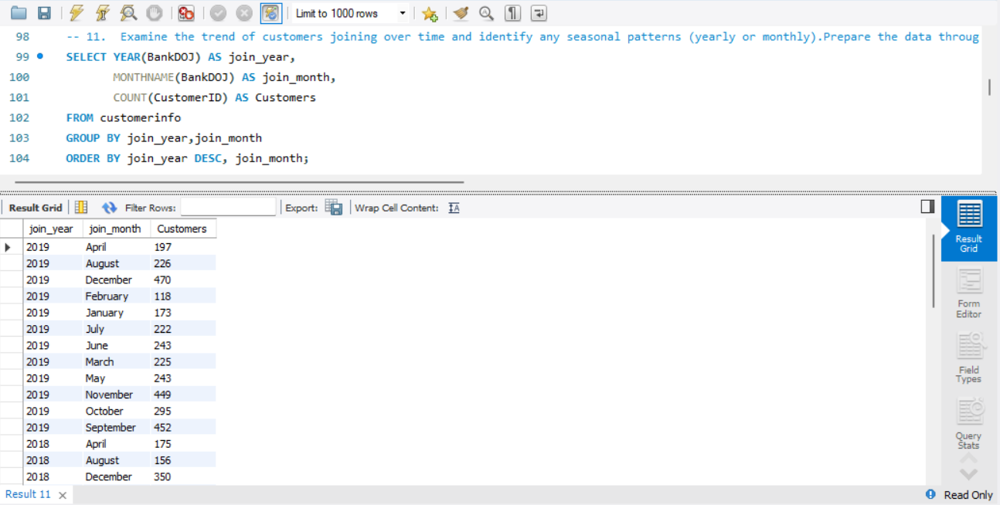 Limit to 1000 rows
98 -- 11.  Examine the trend of customers joining over time and identify any seasonal patterns (yearly or monthly).Prepare the data throug
99 SELECT YEAR(BankDOJ) AS join_year,
100 MONTHNAME(BankDOJ) AS join_month,
101 COUNT(CustomerID) AS Customers
102 FROM customerinfo
103 GROUP BY join_year,join_month
104 ORDER BY join_year DESC, join_month;
Result Grid Filter Rows: Export: Wrap Cell Content: IA
join_year join_month Customers
2019 April 197
2019 August 226
2019 December 470
2019 February 118
2019 January 173
2019 July 222
2019 June 243
2019 March 225
2019 May 243
2019 November 449
2019 October 295
2019 September 452
2018 April 175
2018 August 156
2018 December 350
Result
Grid
Form
Editor
Field
Types
Query
Stats
Result 11
Read Only